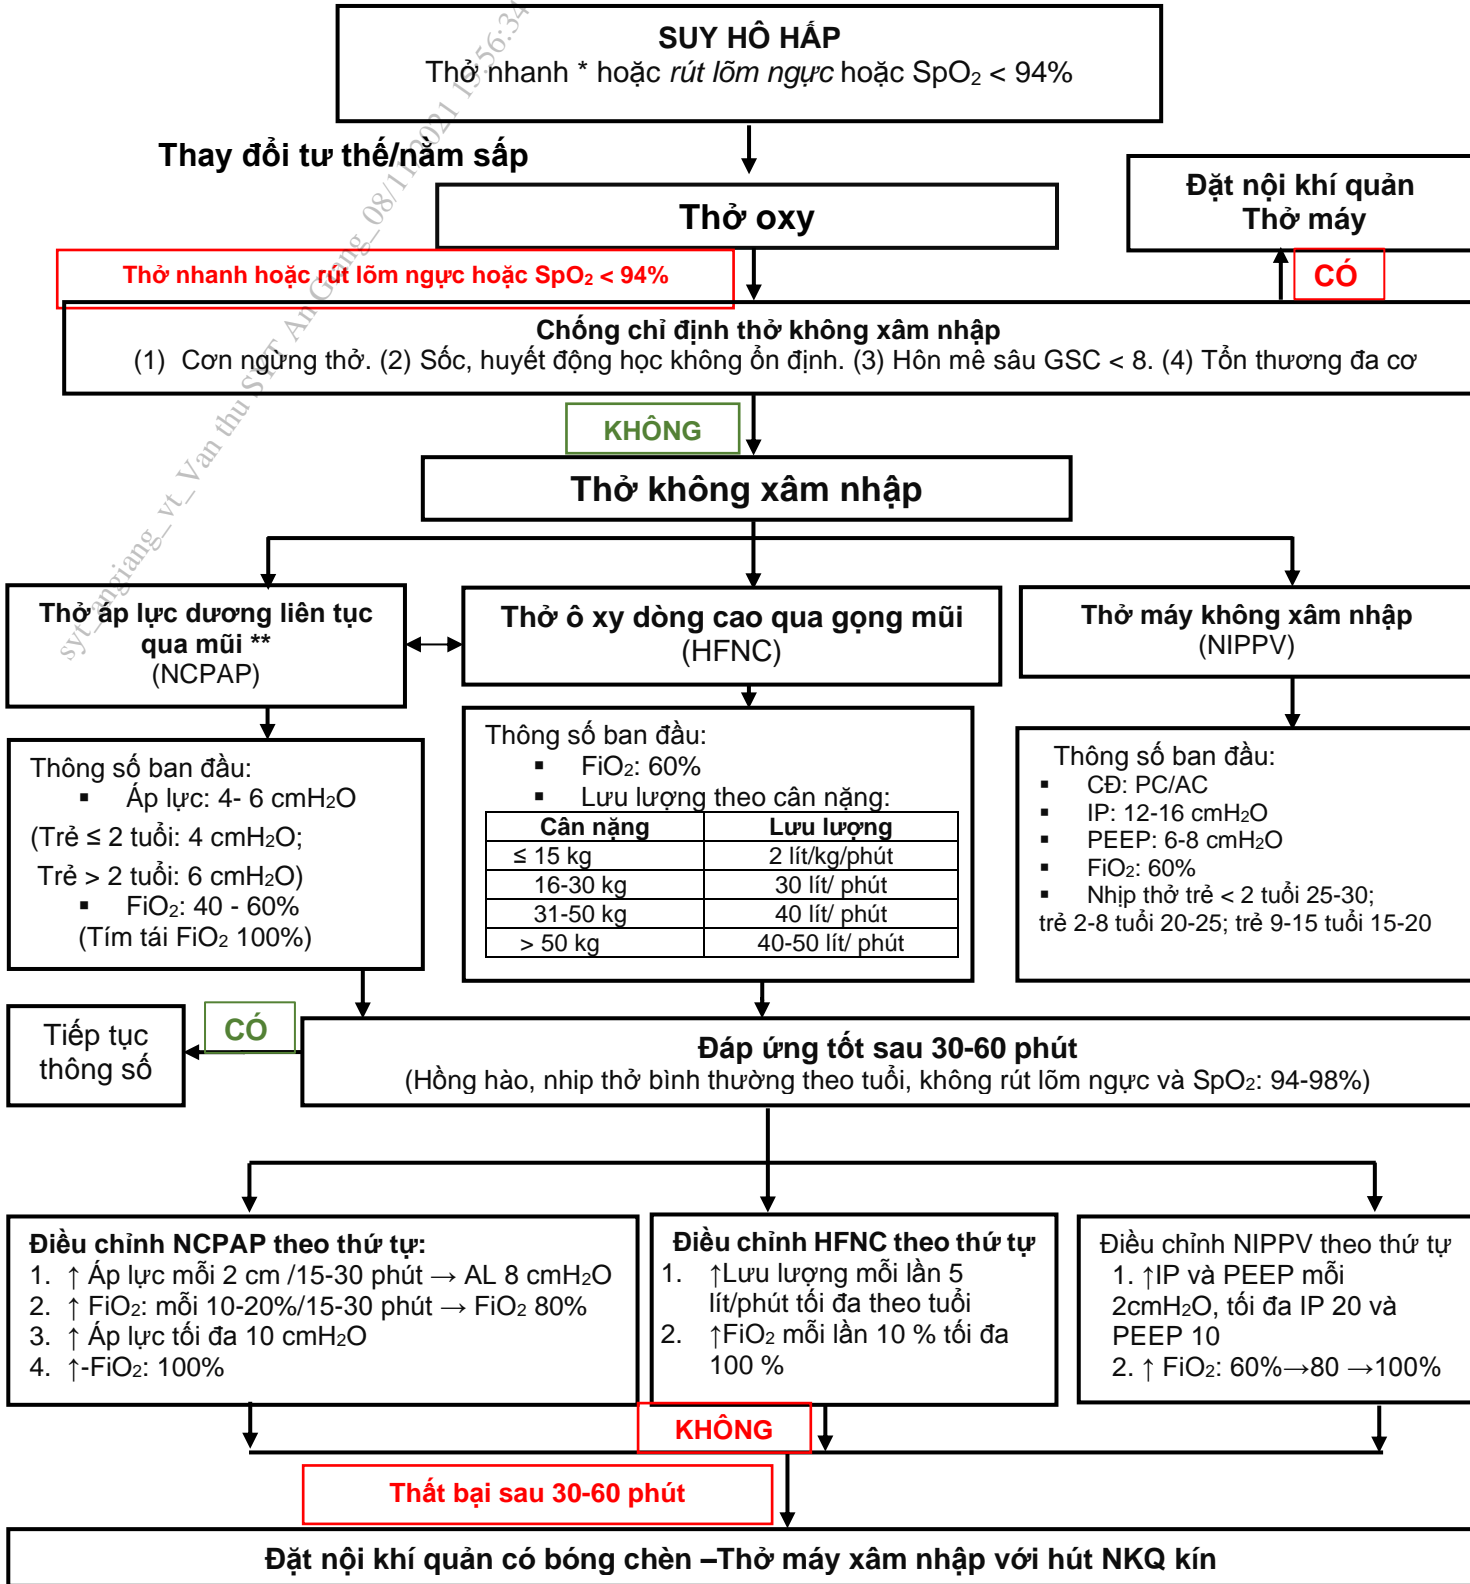 SUY HÔ HẤP
Thở nhanh * hoặc rút lõm ngực hoặc SpO2 < 94%
Thay đổi tư thế/nằm sấp
Thở oxy
Đặt nội khí quản
Thở máy
Thở nhanh hoặc rút lõm ngực hoặc SpO2 < 94%
CÓ
Chống chỉ định thở không xâm nhập
(1) Cơn ngừng thở. (2) Sốc, huyết động học không ổn định. (3) Hôn mê sâu GSC < 8. (4) Tổn thương đa cơ
KHÔNG
Thở không xâm nhập
Thở áp lực dương liên tục
qua mũi **
(NCPAP)
Thở ô xy dòng cao qua gọng mũi
(HFNC)
Thở máy không xâm nhập
(NIPPV)
Thông số ban đầu:
▪ Áp lực: 4- 6 cmH2O
(Trẻ ≤ 2 tuổi: 4 cmH2O;
Trẻ > 2 tuổi: 6 cmH2O)
▪ FiO2: 40 - 60%
(Tím tái FiO2 100%)
Thông số ban đầu:
▪ FiO2: 60%
▪ Lưu lượng theo cân nặng:
Cân nặng Lưu lượng
≤ 15 kg 2 lít/kg/phút
16-30 kg 30 lít/ phút
31-50 kg 40 lít/ phút
> 50 kg 40-50 lít/ phút
Thông số ban đầu:
▪ CĐ: PC/AC
▪ IP: 12-16 cmH2O
▪ PEEP: 6-8 cmH2O
▪ FiO2: 60%
▪ Nhịp thở trẻ < 2 tuổi 25-30;
trẻ 2-8 tuổi 20-25; trẻ 9-15 tuổi 15-20
Tiếp tục
thông số
CÓ
Đáp ứng tốt sau 30-60 phút
(Hồng hào, nhip thở bình thường theo tuổi, không rút lõm ngực và SpO2: 94-98%)
Điều chỉnh NCPAP theo thứ tự:
1. ↑ Áp lực mỗi 2 cm /15-30 phút → AL 8 cmH2O
2. ↑ FiO2: mỗi 10-20%/15-30 phút → FiO2 80%
3. ↑ Áp lực tối đa 10 cmH2O
4. ↑-FiO2: 100%
Điều chỉnh HFNC theo thứ tự
1. ↑Lưu lượng mỗi lần 5
lít/phút tối đa theo tuổi
2. ↑FiO2 mỗi lần 10 % tối đa
100 %
Điều chỉnh NIPPV theo thứ tự
1. ↑IP và PEEP mỗi
2cmH2O, tối đa IP 20 và
PEEP 10
2. ↑ FiO2: 60%→80 →100%
KHÔNG
Thất bại sau 30-60 phút
Đặt nội khí quản có bóng chèn –Thở máy xâm nhập với hút NKQ kín
syt_angiang_vt_Van thu SYT An Giang_08/11/2021 15:56:34